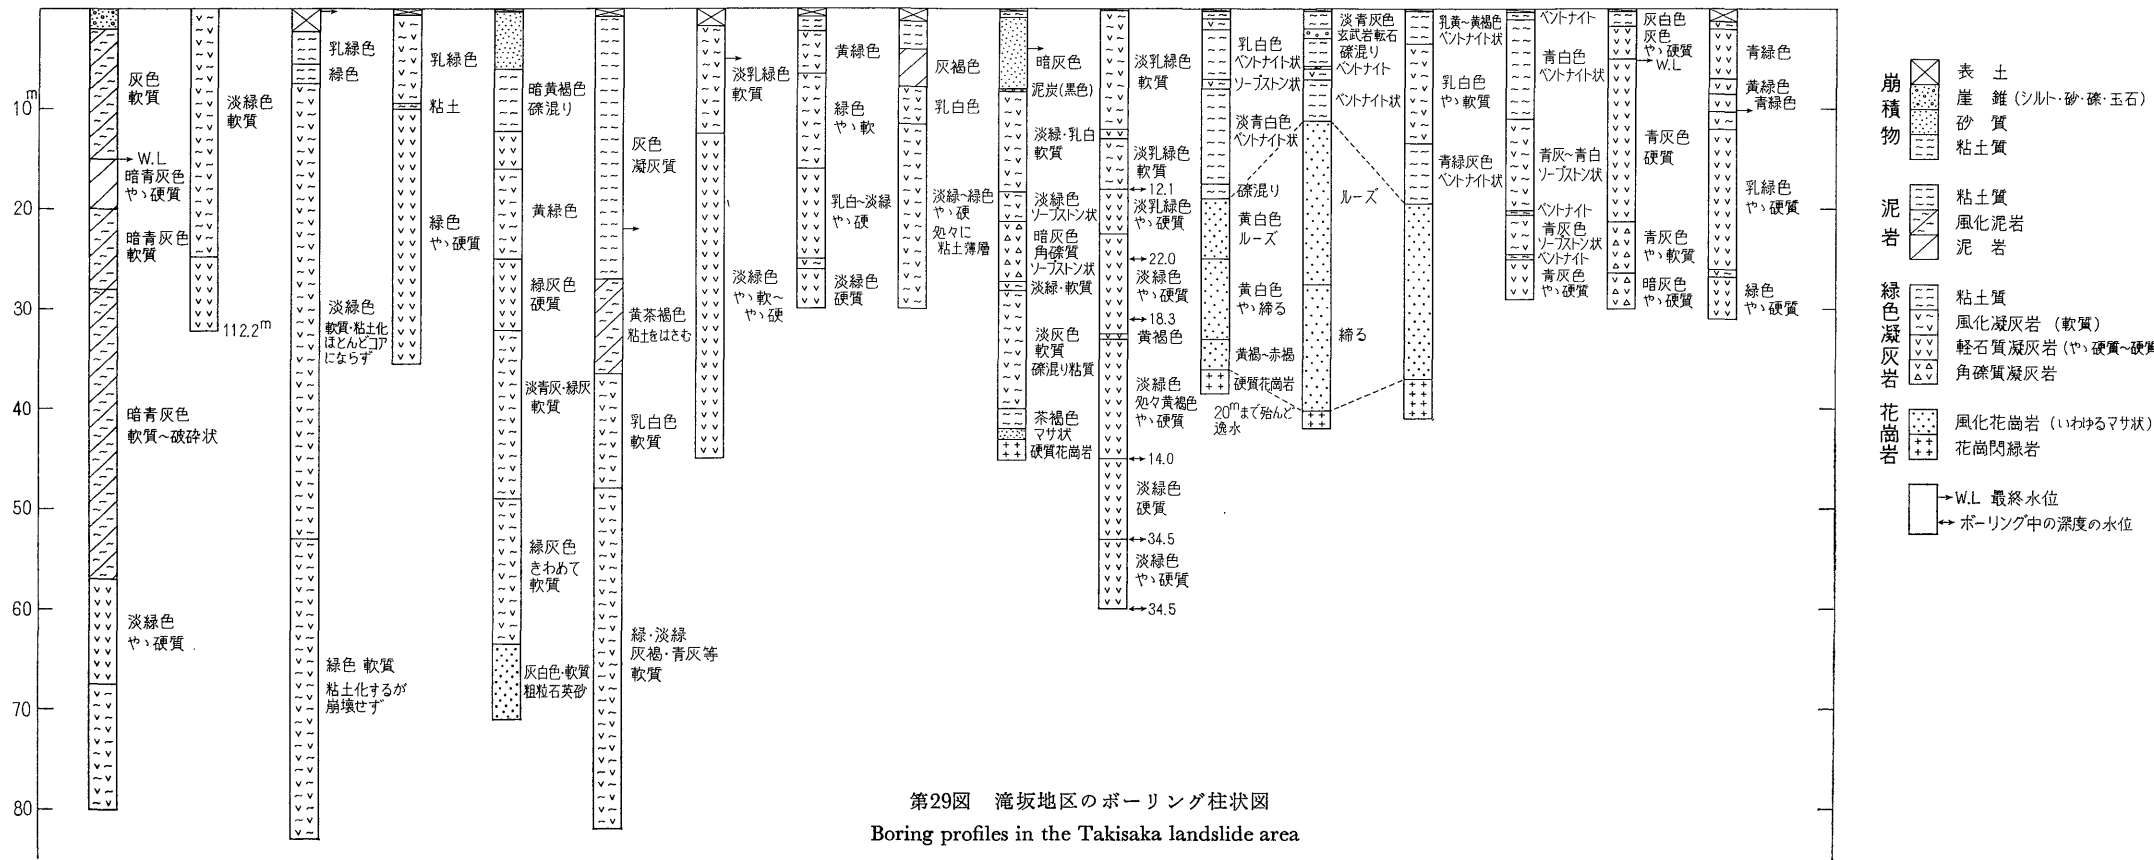 m
10
20
30
40
50
60
70
80
灰色
軟質
W.L
暗青灰色
やゝ硬質
暗青灰色
軟質
暗青灰色
軟質～破砕状
淡緑色
やゝ硬質
淡緑色
軟質
112.2m
乳緑色
緑色
淡緑色
軟質・粘土化
ほとんどコア
にならず
緑色 軟質
粘土化するが
崩壊せず
乳緑色
粘土
緑色
やゝ硬質
暗黄褐色
礫混り
黄緑色
緑灰色
硬質
淡青灰・緑灰
軟質
緑灰色
きわめて
軟質
灰白色・軟質
粗粒石英砂
灰色
凝灰質
黄茶褐色
粘土をはさむ
乳白色
軟質
緑・淡緑
灰褐・青灰等
軟質
淡乳緑色
軟質
淡緑色
やゝ軟～
やゝ硬
黄緑色
緑色
やゝ軟
乳白～淡緑
やゝ硬
淡緑色
硬質
灰褐色
乳白色
淡緑～緑色
やゝ硬
処々に
粘土薄層
暗灰色
泥炭(黒色)
淡緑・乳白
軟質
淡緑色
ソープストン状
暗灰色
角礫質
ソープストン状
淡緑・軟質
淡灰色
軟質
礫混り粘質
茶褐色
マサ状
硬質花崗岩
淡乳緑色
軟質
淡乳緑色
軟質
12.1
淡乳緑色
やゝ硬質
22.0
淡緑色
やゝ硬質
18.3
黄褐色
淡緑色
処々黄褐色
やゝ硬質
14.0
淡緑色
硬質
34.5
淡緑色
やゝ硬質
34.5
乳白色
ベントナイト状
ソープストン状
淡青白色
ベントナイト状
礫混り
黄白色
ルーズ
黄白色
やゝ締る
黄褐～赤褐
硬質花崗岩
20mまで殆んど
逸水
淡青灰色
玄武岩転石
礫混り
ベントナイト
ベントナイト状
ルーズ
締る
乳黄～黄褐色
ベントナイト状
乳白色
やゝ軟質
青緑灰色
ベントナイト状
ベントナイト
青白色
ベントナイト状
青灰～青白
ソープストン状
ベントナイト
青灰色
ソープストン状
ベントナイト
青灰色
やゝ硬質
灰白色
灰色
やゝ硬質
W.L
青灰色
硬質
青灰色
やゝ軟質
暗灰色
やゝ硬質
青緑色
黄緑色
青緑色
乳緑色
やゝ硬質
緑色
やゝ硬質
崩積物
表土
崖錐(シルト・砂・礫・玉石)
砂質
粘土質
泥岩
粘土質
風化泥岩
泥岩
緑色凝灰岩
粘土質
風化凝灰岩 (軟質)
軽石質凝灰岩(やゝ硬質～硬質
角礫質凝灰岩
花崗岩
風化花崗岩 (いわゆるマサ状)
花崗閃緑岩
W.L 最終水位
ボーリング中の深度の水位
第29図 滝坂地区のボーリング柱状図
Boring profiles in the Takisaka landslide area